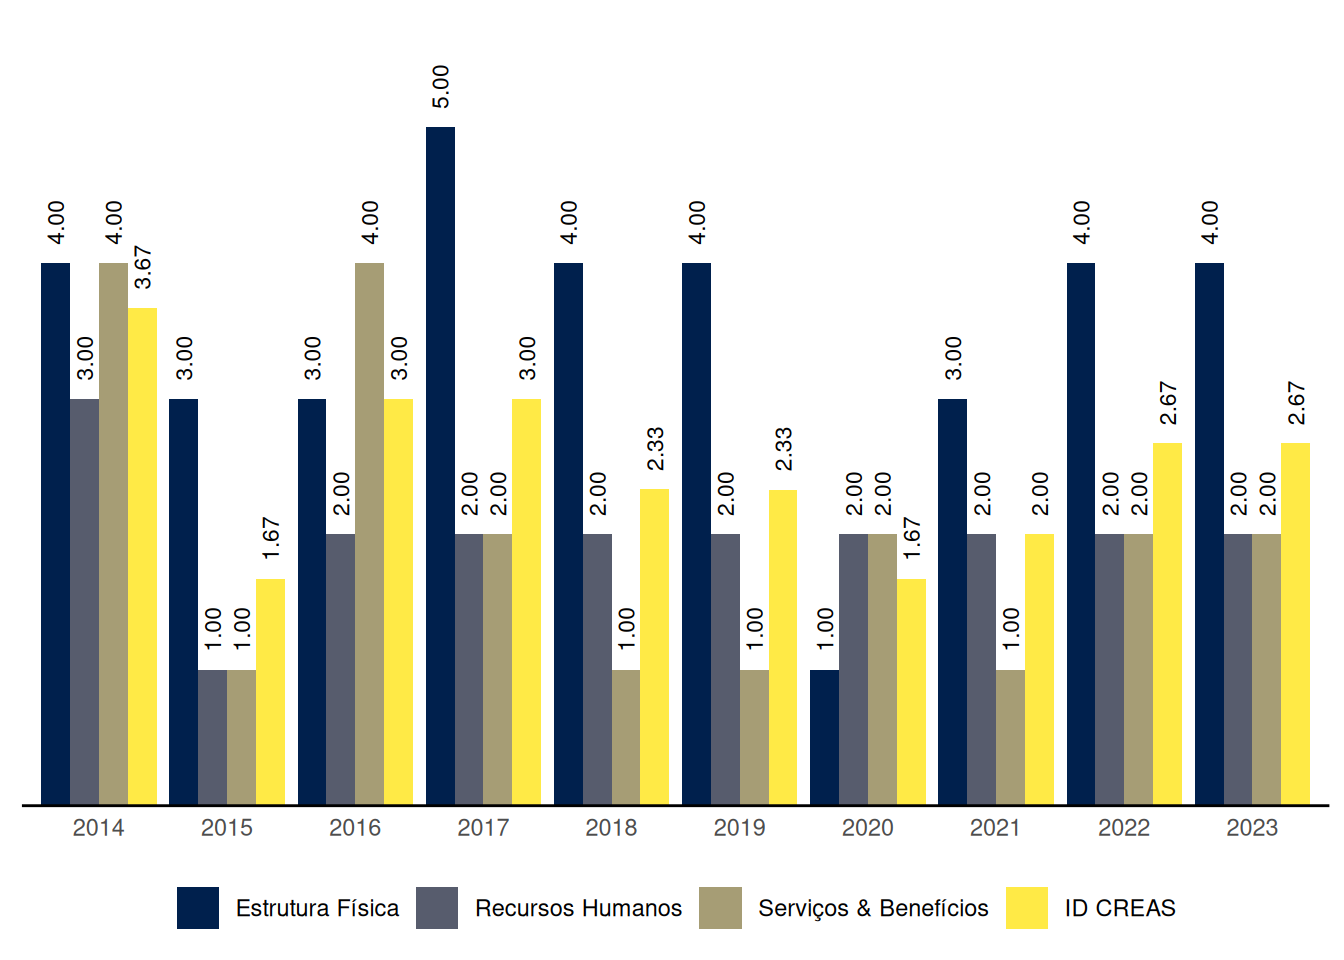 5.00
4.00 4.00 4.00 4.00 4.00 4.00 4.00
3.67
3.00 3.00 3.00 3.00 3.00 3.00
2.67 2.67
2.33 2.33
2.00 2.00 2.00 2.00 2.00 2.00 2.00 2.00 2.00 2.00 2.00 2.00 2.00
1.67 1.67
1.00 1.00 1.00 1.00 1.00 1.00
2014 2015 2016 2017 2018 2019 2020 2021 2022 2023
Estrutura Física Recursos Humanos Serviços & Benefícios ID CREAS